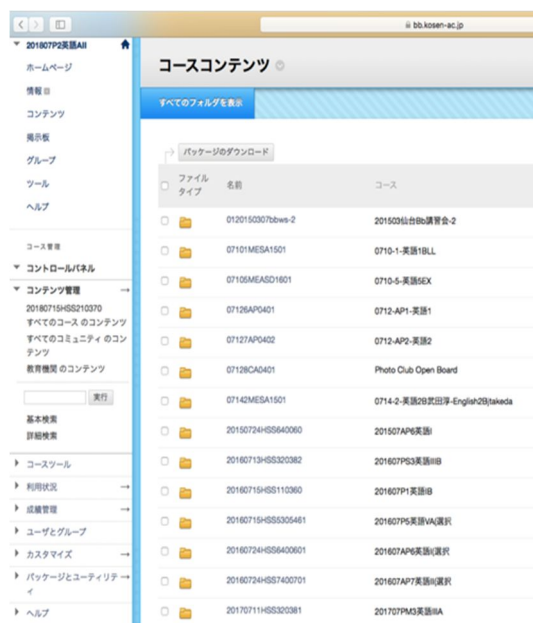 bb.kosen-ac.jp
201807P2英語AII
ホームページ
情報
コンテンツ
掲示板
グループ
ツール
ヘルプ
コース管理
コントロールパネル
コンテンツ管理
20180715HSS210370
すべてのコース のコンテンツ
すべてのコミュニティ のコン
テンツ
教育機関 のコンテンツ
実行
基本検索
詳細検索
コースツール
利用状況
成績管理
ユーザとグループ
カスタマイズ
パッケージとユーティリテ
ィ
ヘルプ
コースコンテンツ
すべてのフォルダを表示
パッケージのダウンロード
ファイル
タイプ
名前
コース
0120150307bbws-2 201503仙台Bb講習会-2
07101MESA1501 0710-1-英語1BLL
07105MEASD1601 0710-5-英語5EX
07126AP0401 0712-AP1-英語1
07127AP0402 0712-AP2-英語2
07128CA0401 Photo Club Open Board
07142MESA1501 0714-2-英語2B武田淳-English2Bjtakeda
20150724HSS640060 201507AP6英語I
20160713HSS320382 201607PS3英語IIIB
20160715HSS110360 201607P1英語IB
20160715HSS5305461 201607P5英語VA(選択
20160724HSS6400601 201607AP6英語I(選択
20160724HSS7400701 201607AP7英語II(選択
20170711HSS320381 201707PM3英語IIIA